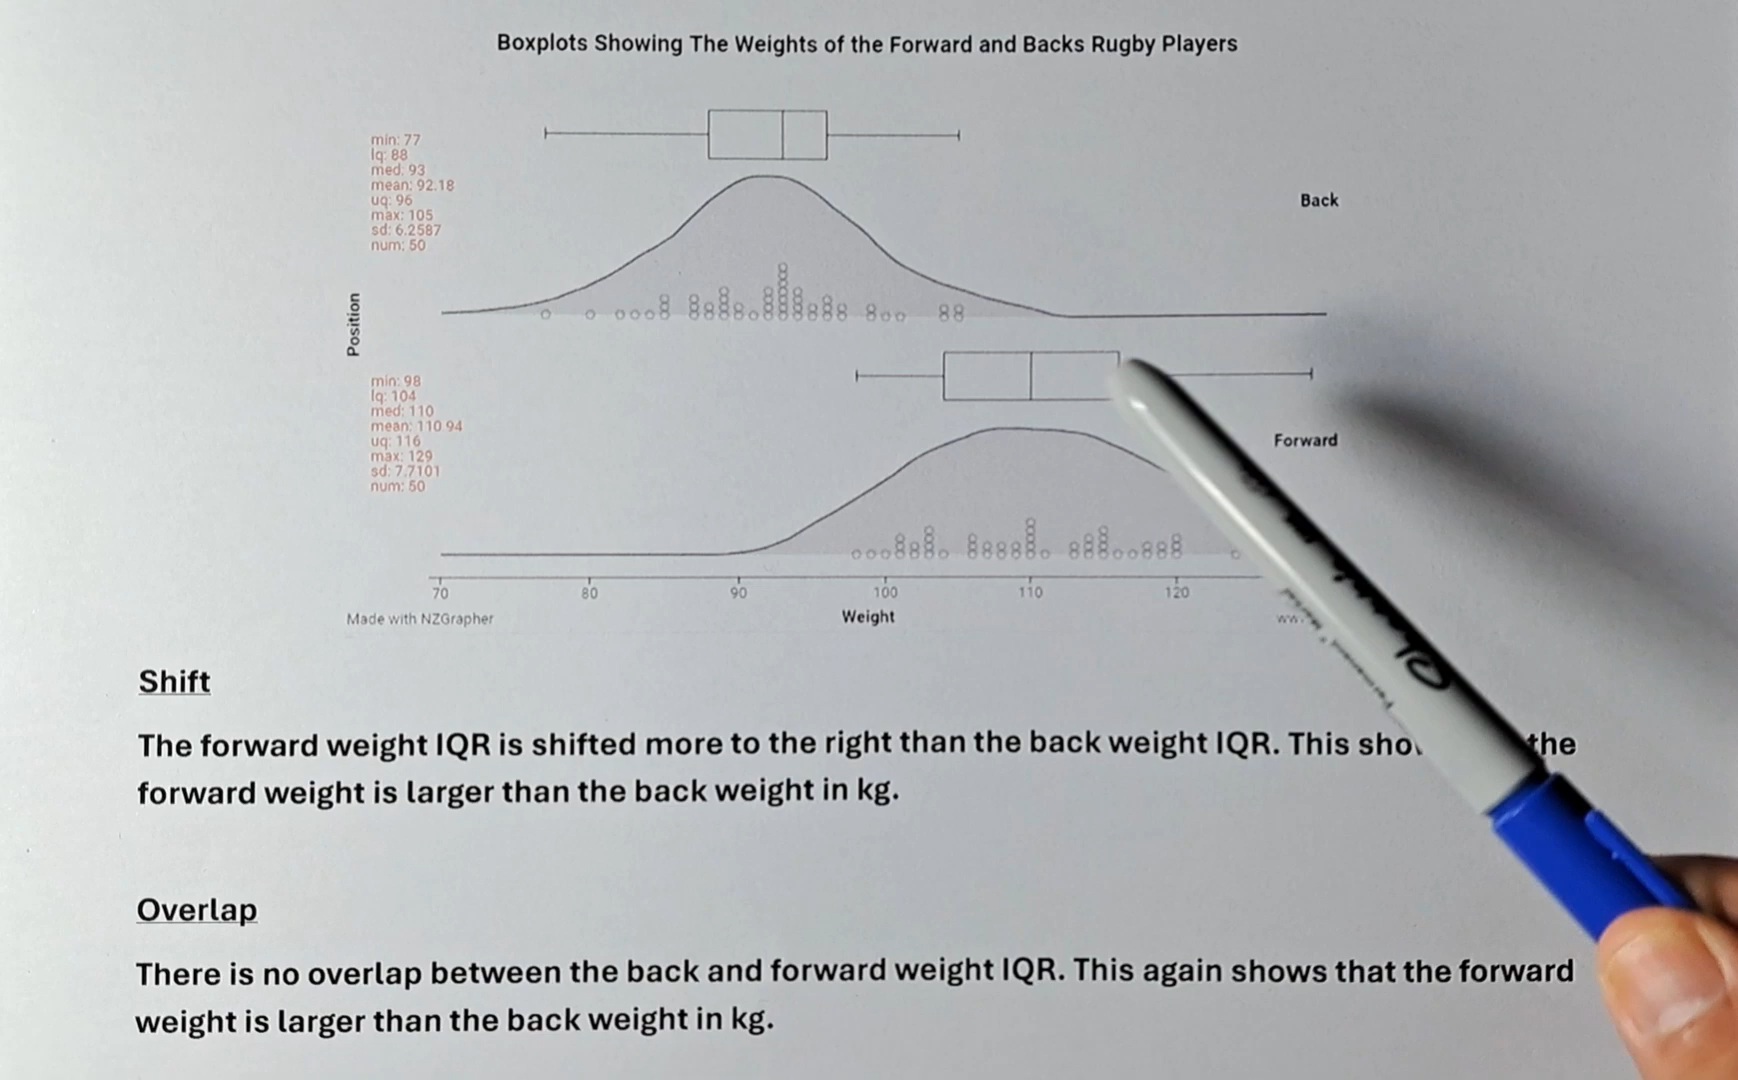 Boxplots Showing The Weights of the Forward and Backs Rugby Players
min: 77
lq: 88
med: 93
mean: 92.18
uq: 96
max: 105
sd: 6.2587
num: 50
Back
Position
min: 98
lq: 104
med: 110
mean: 110.94
uq: 116
max: 129
sd: 7.7101
num: 50
Forward
70 80 90 100 110 120
Made with NZGrapher
Weight
Shift
The forward weight IQR is shifted more to the right than the back weight IQR. This the
forward weight is larger than the back weight in kg.
Overlap
There is no overlap between the back and forward weight IQR. This again shows that the forward
weight is larger than the back weight in kg.